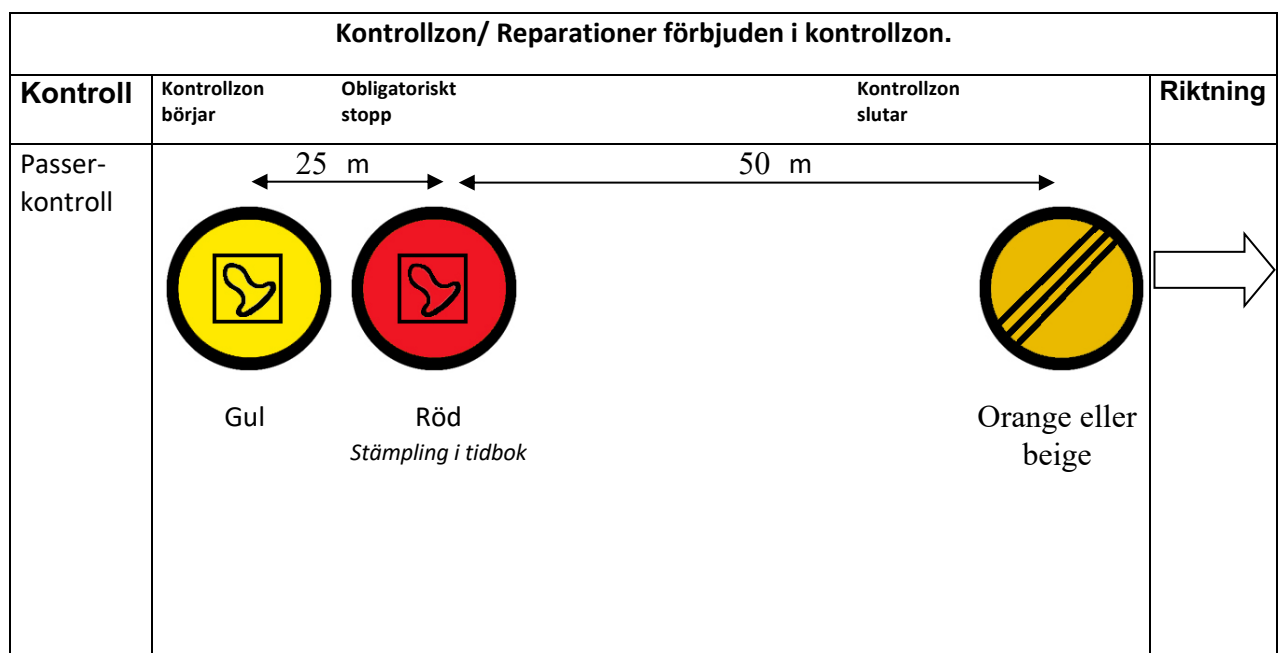 Kontrollzon/ Reparationer förbjuden i kontrollzon.
Kontroll
Kontrollzon
börjar
Obligatoriskt
stopp
Kontrollzon
slutar
Riktning
Passer-
kontroll
25 m
50 m
Gul
Röd
Stämpling i tidbok
Orange eller
beige